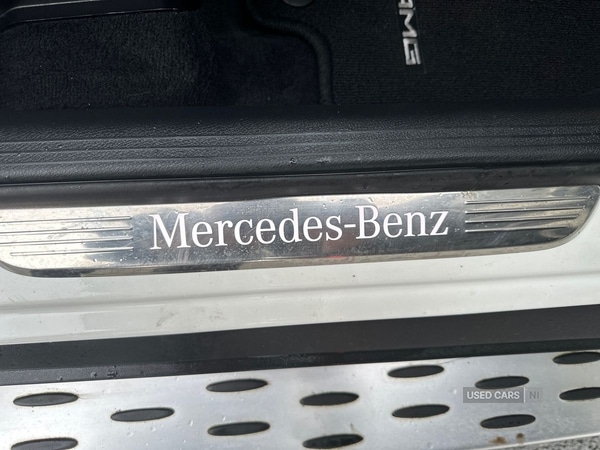 AMG
Mercedes-Benz
USED CARS NI